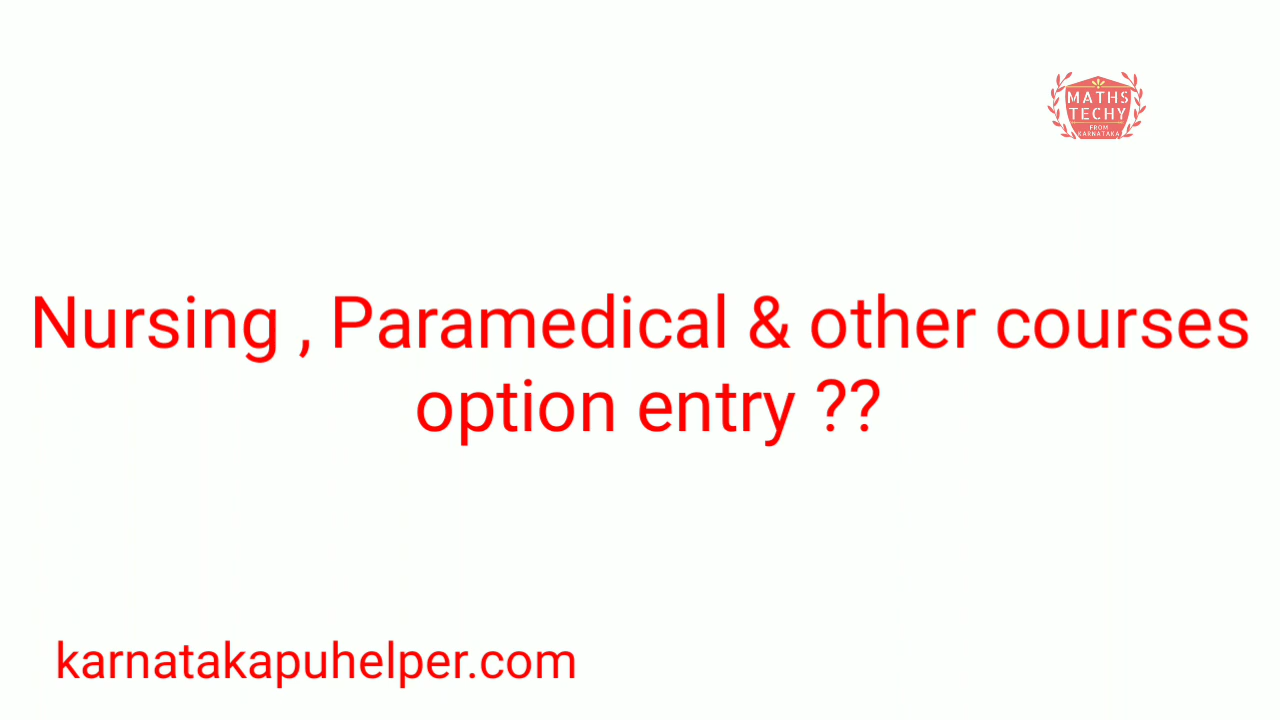 MATHS
TECHY
FROM
KARNATAKA
Nursing , Paramedical & other courses
option entry ??
karnatakapuhelper.com